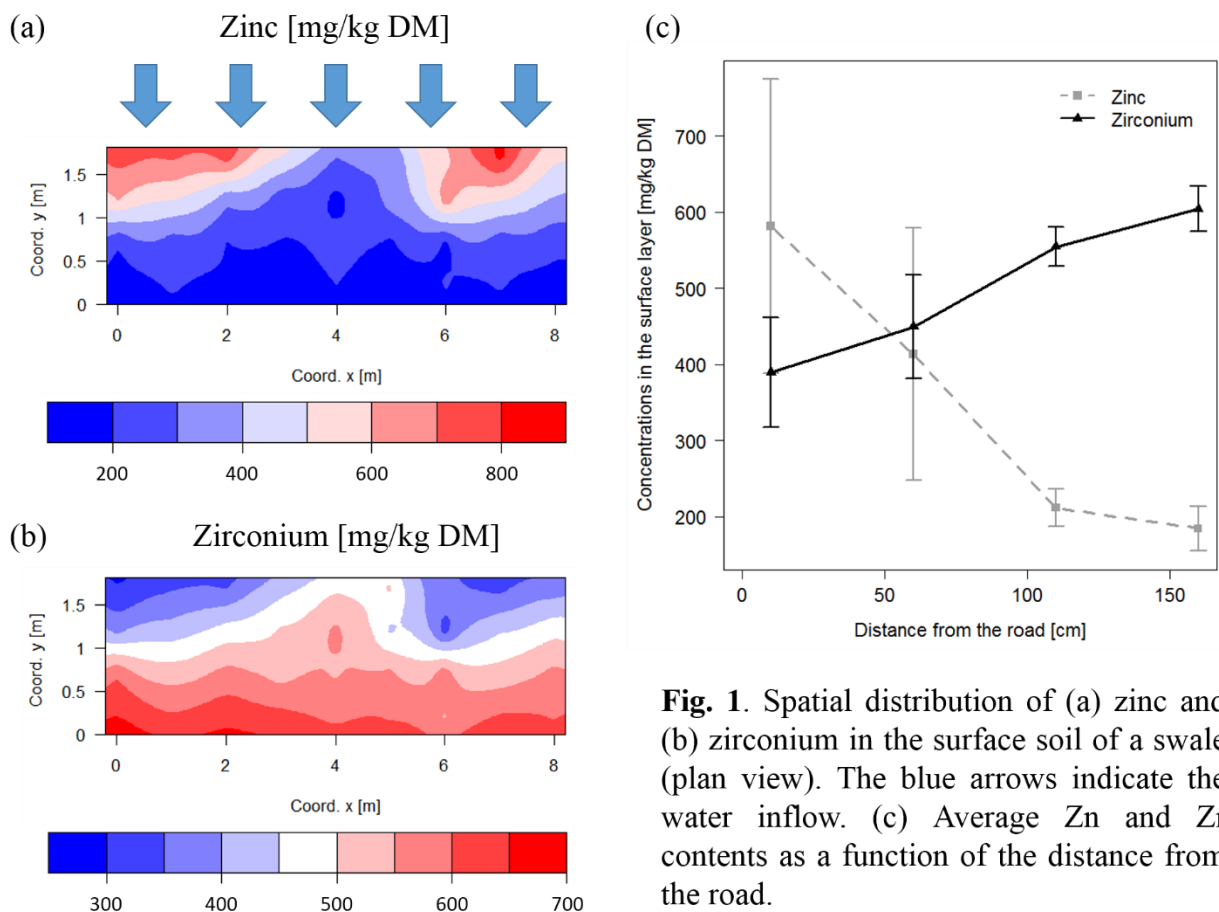 (a)
Zinc [mg/kg DM]
Coord. y [m]
1.5
1
0.5
0
0 2 4 6 8
Coord. x [m]
200 400 600 800
(b)
Zirconium [mg/kg DM]
Coord. y [m]
1.5
1
0.5
0
0 2 4 6 8
Coord. x [m]
300 400 500 600 700
(c)
Concentrations in the surface layer [mg/kg DM]
700
600
500
400
300
200
Zinc
Zirconium
0 50 100 150
Distance from the road [cm]
Fig. 1. Spatial distribution of (a) zinc and
(b) zirconium in the surface soil of a swale
(plan view). The blue arrows indicate the
water inflow. (c) Average Zn and Zr
contents as a function of the distance from
the road.